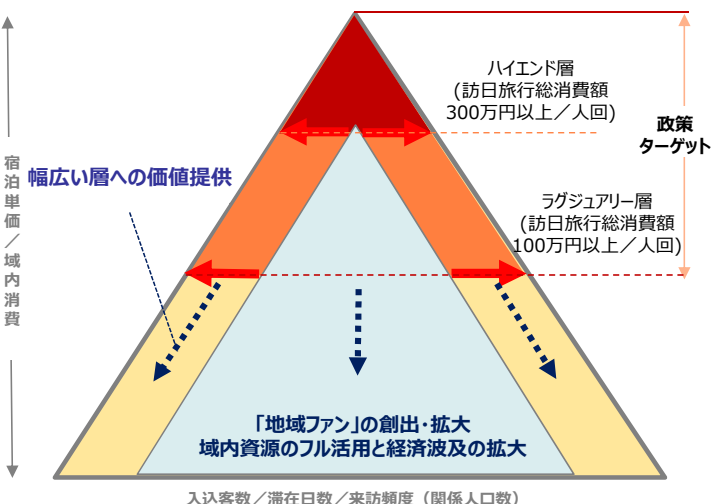 ハイエンド層
(訪日旅行総消費額
300万円以上／人回)
政策
ターゲット
宿泊単価／域内消費
幅広い層への価値提供
ラグジュアリー層
(訪日旅行総消費額
100万円以上／人回)
「地域ファン」の創出・拡大
域内資源のフル活用と経済波及の拡大
入込客数／滞在日数／来訪頻度（関係人口数）